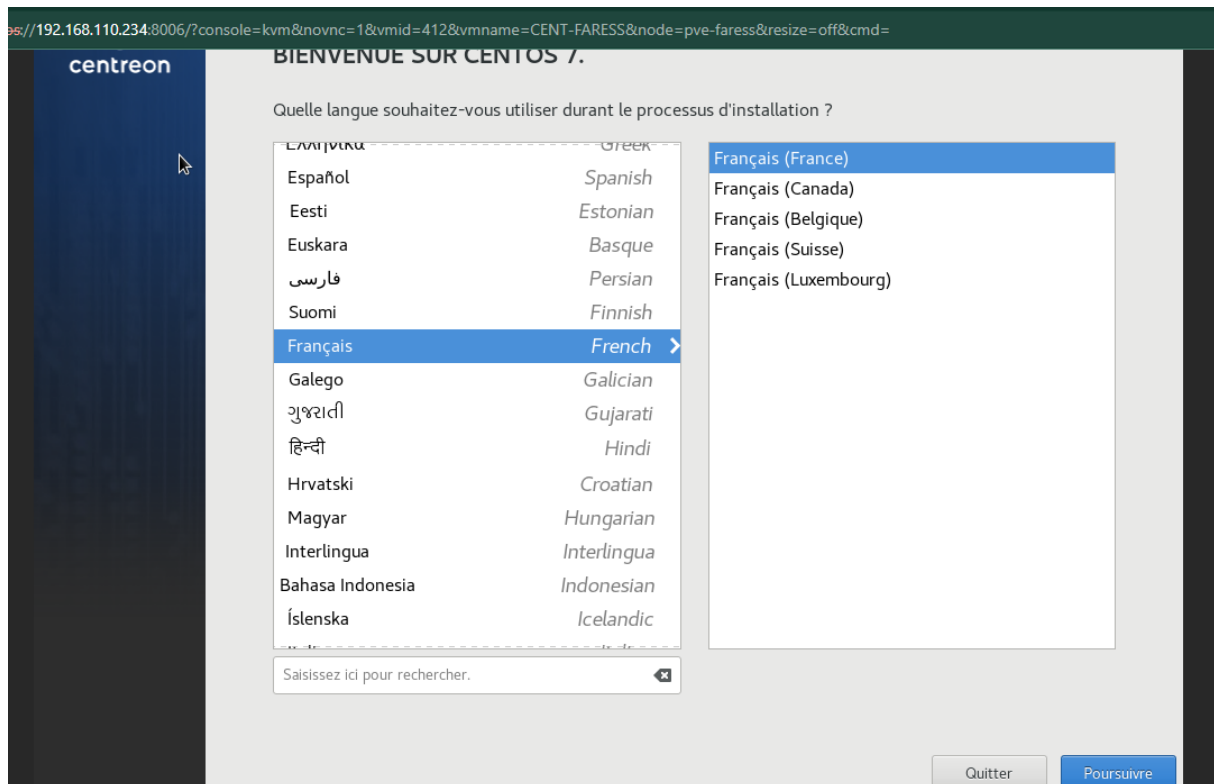 //192.168.110.234:8006/?console=kvm&novnc=1&vmid=412&vmname=CENT-FARESS&node=pve-faress&resize=off&cmd=
centreon
BIENVENUE SUR CENTOS 7.
Quelle langue souhaitez-vous utiliser durant le processus d'installation ?
Ελληνικά Greek
Español Spanish
Eesti Estonian
Euskara Basque
فارسی Persian
Suomi Finnish
Français French
Galego Galician
ગુજરાતી Gujarati
हिन्दी Hindi
Hrvatski Croatian
Magyar Hungarian
Interlingua Interlingua
Bahasa Indonesia Indonesian
Íslenska Icelandic
Français (France)
Français (Canada)
Français (Belgique)
Français (Suisse)
Français (Luxembourg)
Saisissez ici pour rechercher.
Quitter
Poursuivre